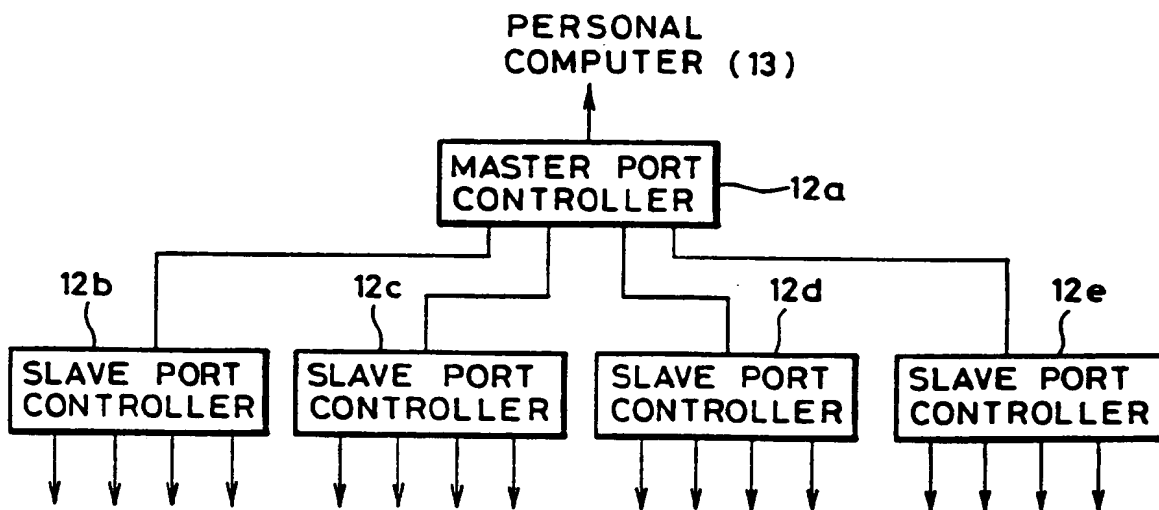 PERSONAL
COMPUTER (13)
MASTER PORT
CONTROLLER
12a
12b
12c
12d
12e
SLAVE PORT
CONTROLLER
SLAVE PORT
CONTROLLER
SLAVE PORT
CONTROLLER
SLAVE PORT
CONTROLLER